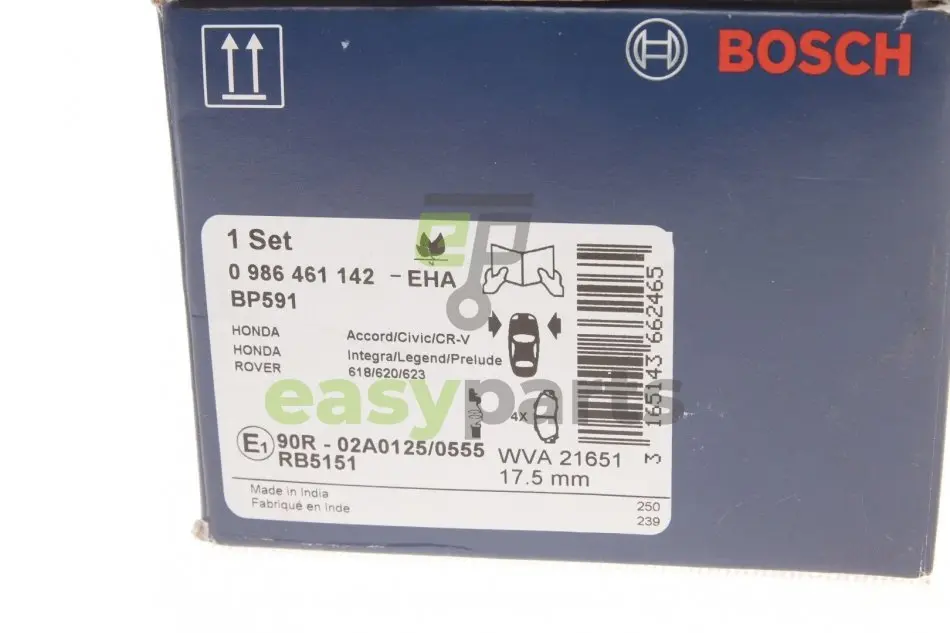 BOSCH
1 Set
0 986 461 142 - EHA
BP591
HONDA Accord/Civic/CR-V
HONDA Integra/Legend/Prelude
ROVER 618/620/623
easyparts
4X
E1 90R - 02A0125/0555
RB5151
WVA 21651
17.5 mm
3 165143 662465
Made in India
Fabriqué en Inde
250
239